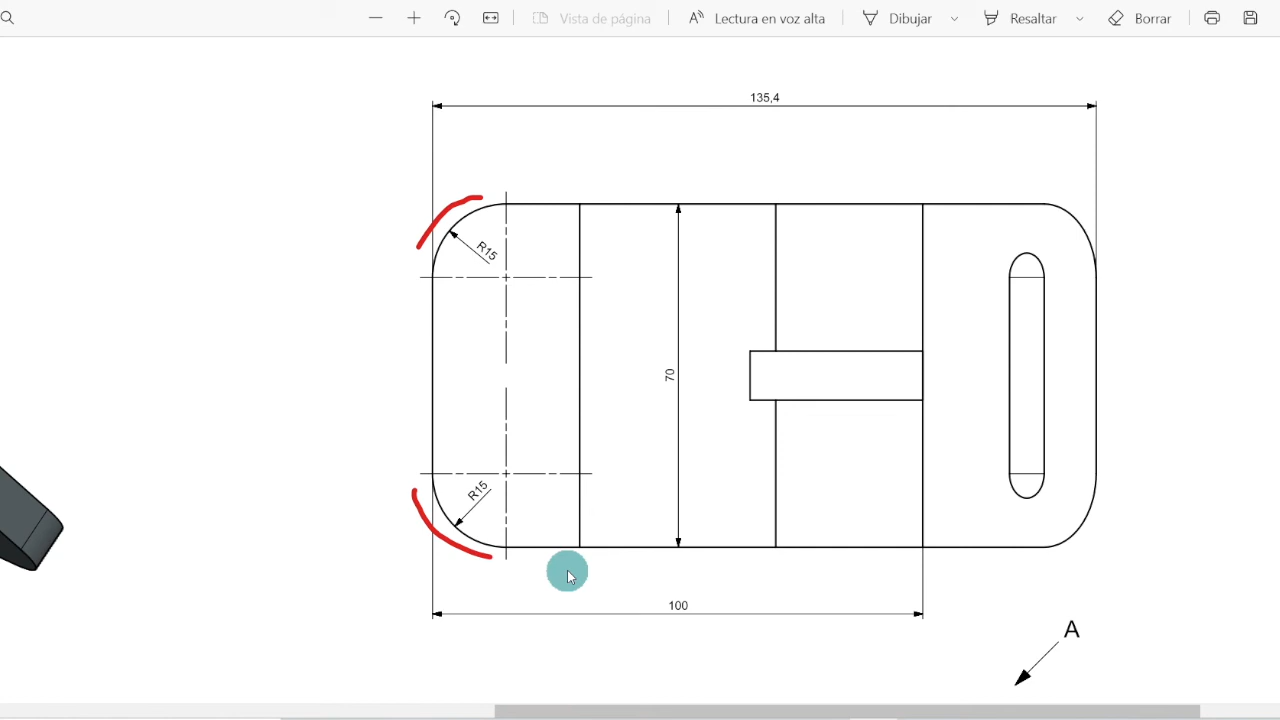 Vista de página
Lectura en voz alta
Dibujar
Resaltar
Borrar
135,4
R15
70
R15
100
A